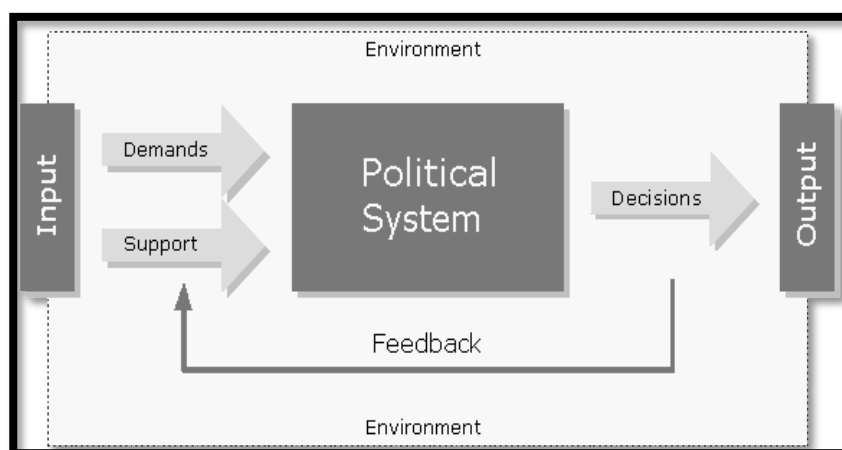 Environment
Input
Demands
Support
Political
System
Decisions
Output
Feedback
Environment